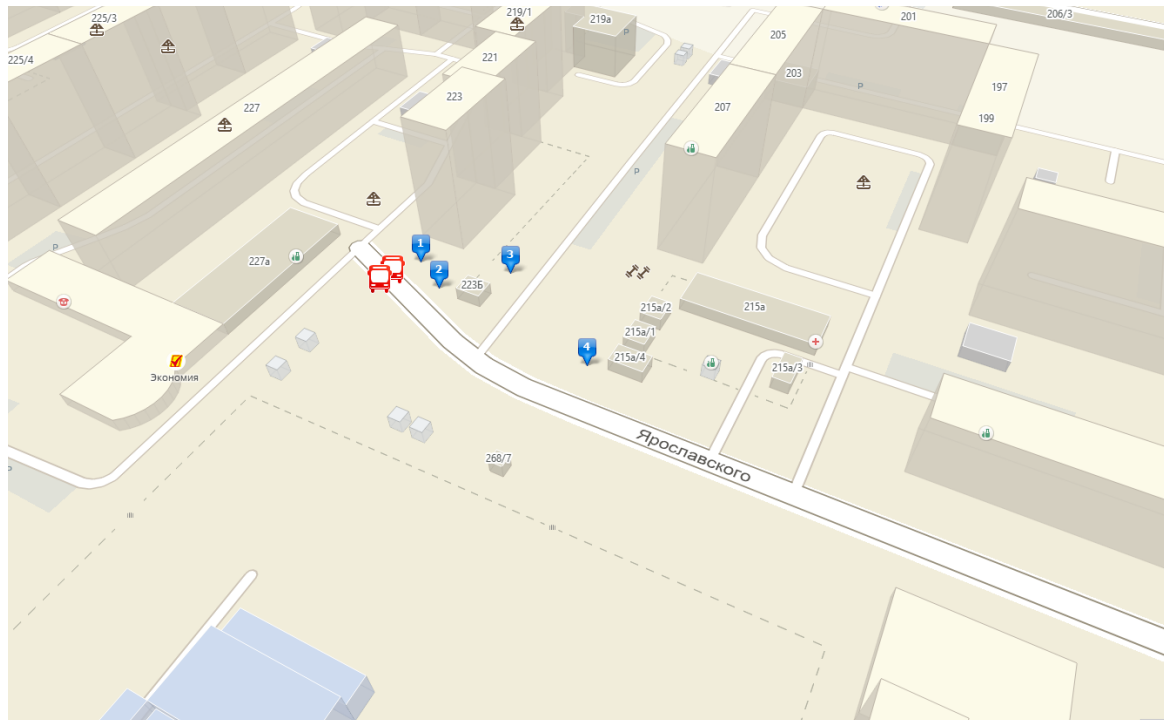 225/3
219/1
219а
201
206/3
P
205
225/4
221
203
P
197
223
227
207
199
P
P
1
3
2
227а
223Б
215а/2
215а
215а/1
4
215а/4
215а/3
Экономия
Ярославского
268/7
P